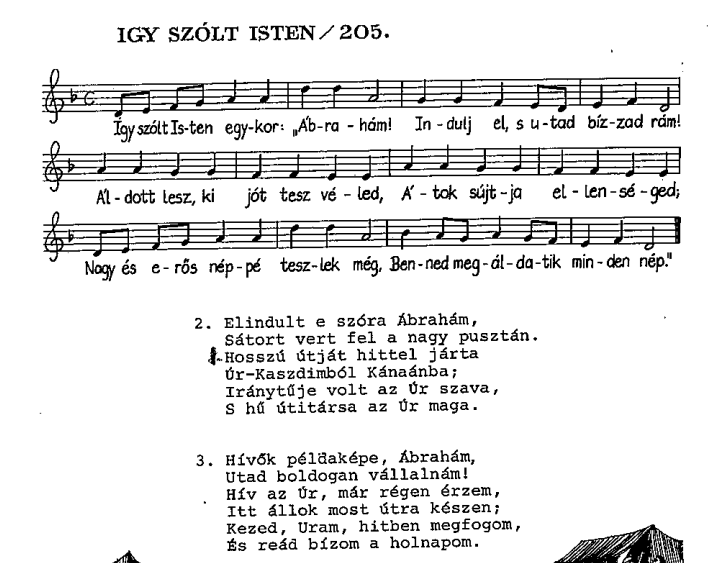 IGY SZÓLT ISTEN/205.
Így szólt Is-ten egy-kor: „Áb-ra-hám! In-dulj el, s u-tad bíz-zad rám!
Ál-dott lesz, ki jót tesz vé-led, Á-tok sújt-ja el-len-sé-ged;
Nagy és e-rős nép-pé tesz-lek még, Ben-ned meg-ál-da-tik min-den nép."
2. Elindult e szóra Ábrahám,
Sátort vert fel a nagy pusztán.
Hosszú útját hittel járta
Úr-Kaszdimból Kánaánba;
Iránytűje volt az Úr szava,
S hű útitársa az Úr maga.
3. Hívők példaképe, Ábrahám,
Utad boldogan vállalnám!
Hív az Úr, már régen érzem,
Itt állok most útra készen;
Kezed, Uram, hitben megfogom,
És reád bízom a holnapom.